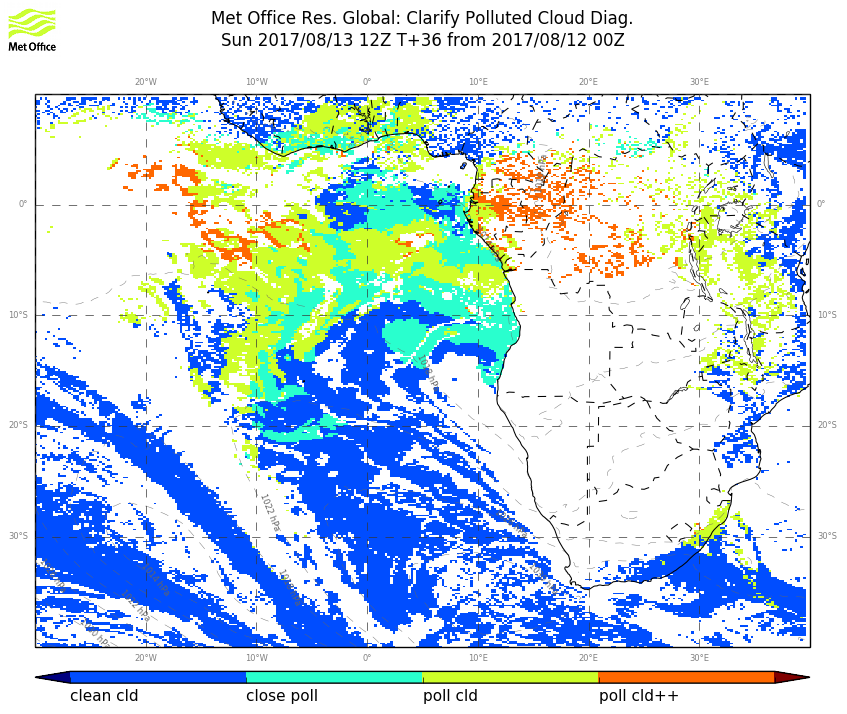 Met Office Res. Global: Clarify Polluted Cloud Diag.
Met Office
Sun 2017/08/13 12Z T+36 from 2017/08/12 00Z
20°W 10°W 0° 10°E 20°E 30°E
0° 0°
10°S 10°S
20°S 20°S
1022 hPa
30°S 30°S
20°W 10°W 0° 10°E 20°E 30°E
clean cld close poll poll cld poll cld++